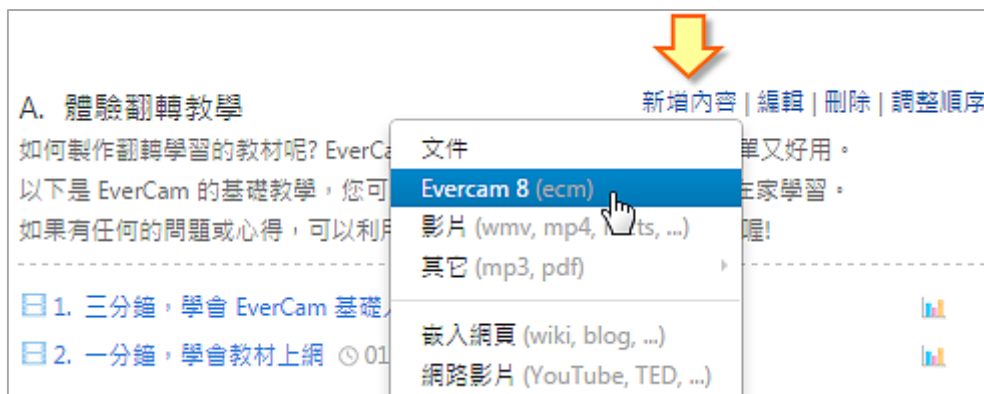 A. 體驗翻轉教學
新增內容 | 編輯 | 刪除 | 調整順序
如何製作翻轉學習的教材呢? EverCa
單又好用。
以下是 EverCam 的基礎教學，您可
在家學習。
如果有任何的問題或心得，可以利用
喔!
1. 三分鐘，學會 EverCam 基礎
2. 一分鐘，學會教材上網 01
文件
Evercam 8 (ecm)
影片 (wmv, mp4, ts, ...)
其它 (mp3, pdf)
嵌入網頁 (wiki, blog, ...)
網路影片 (YouTube, TED, ...)